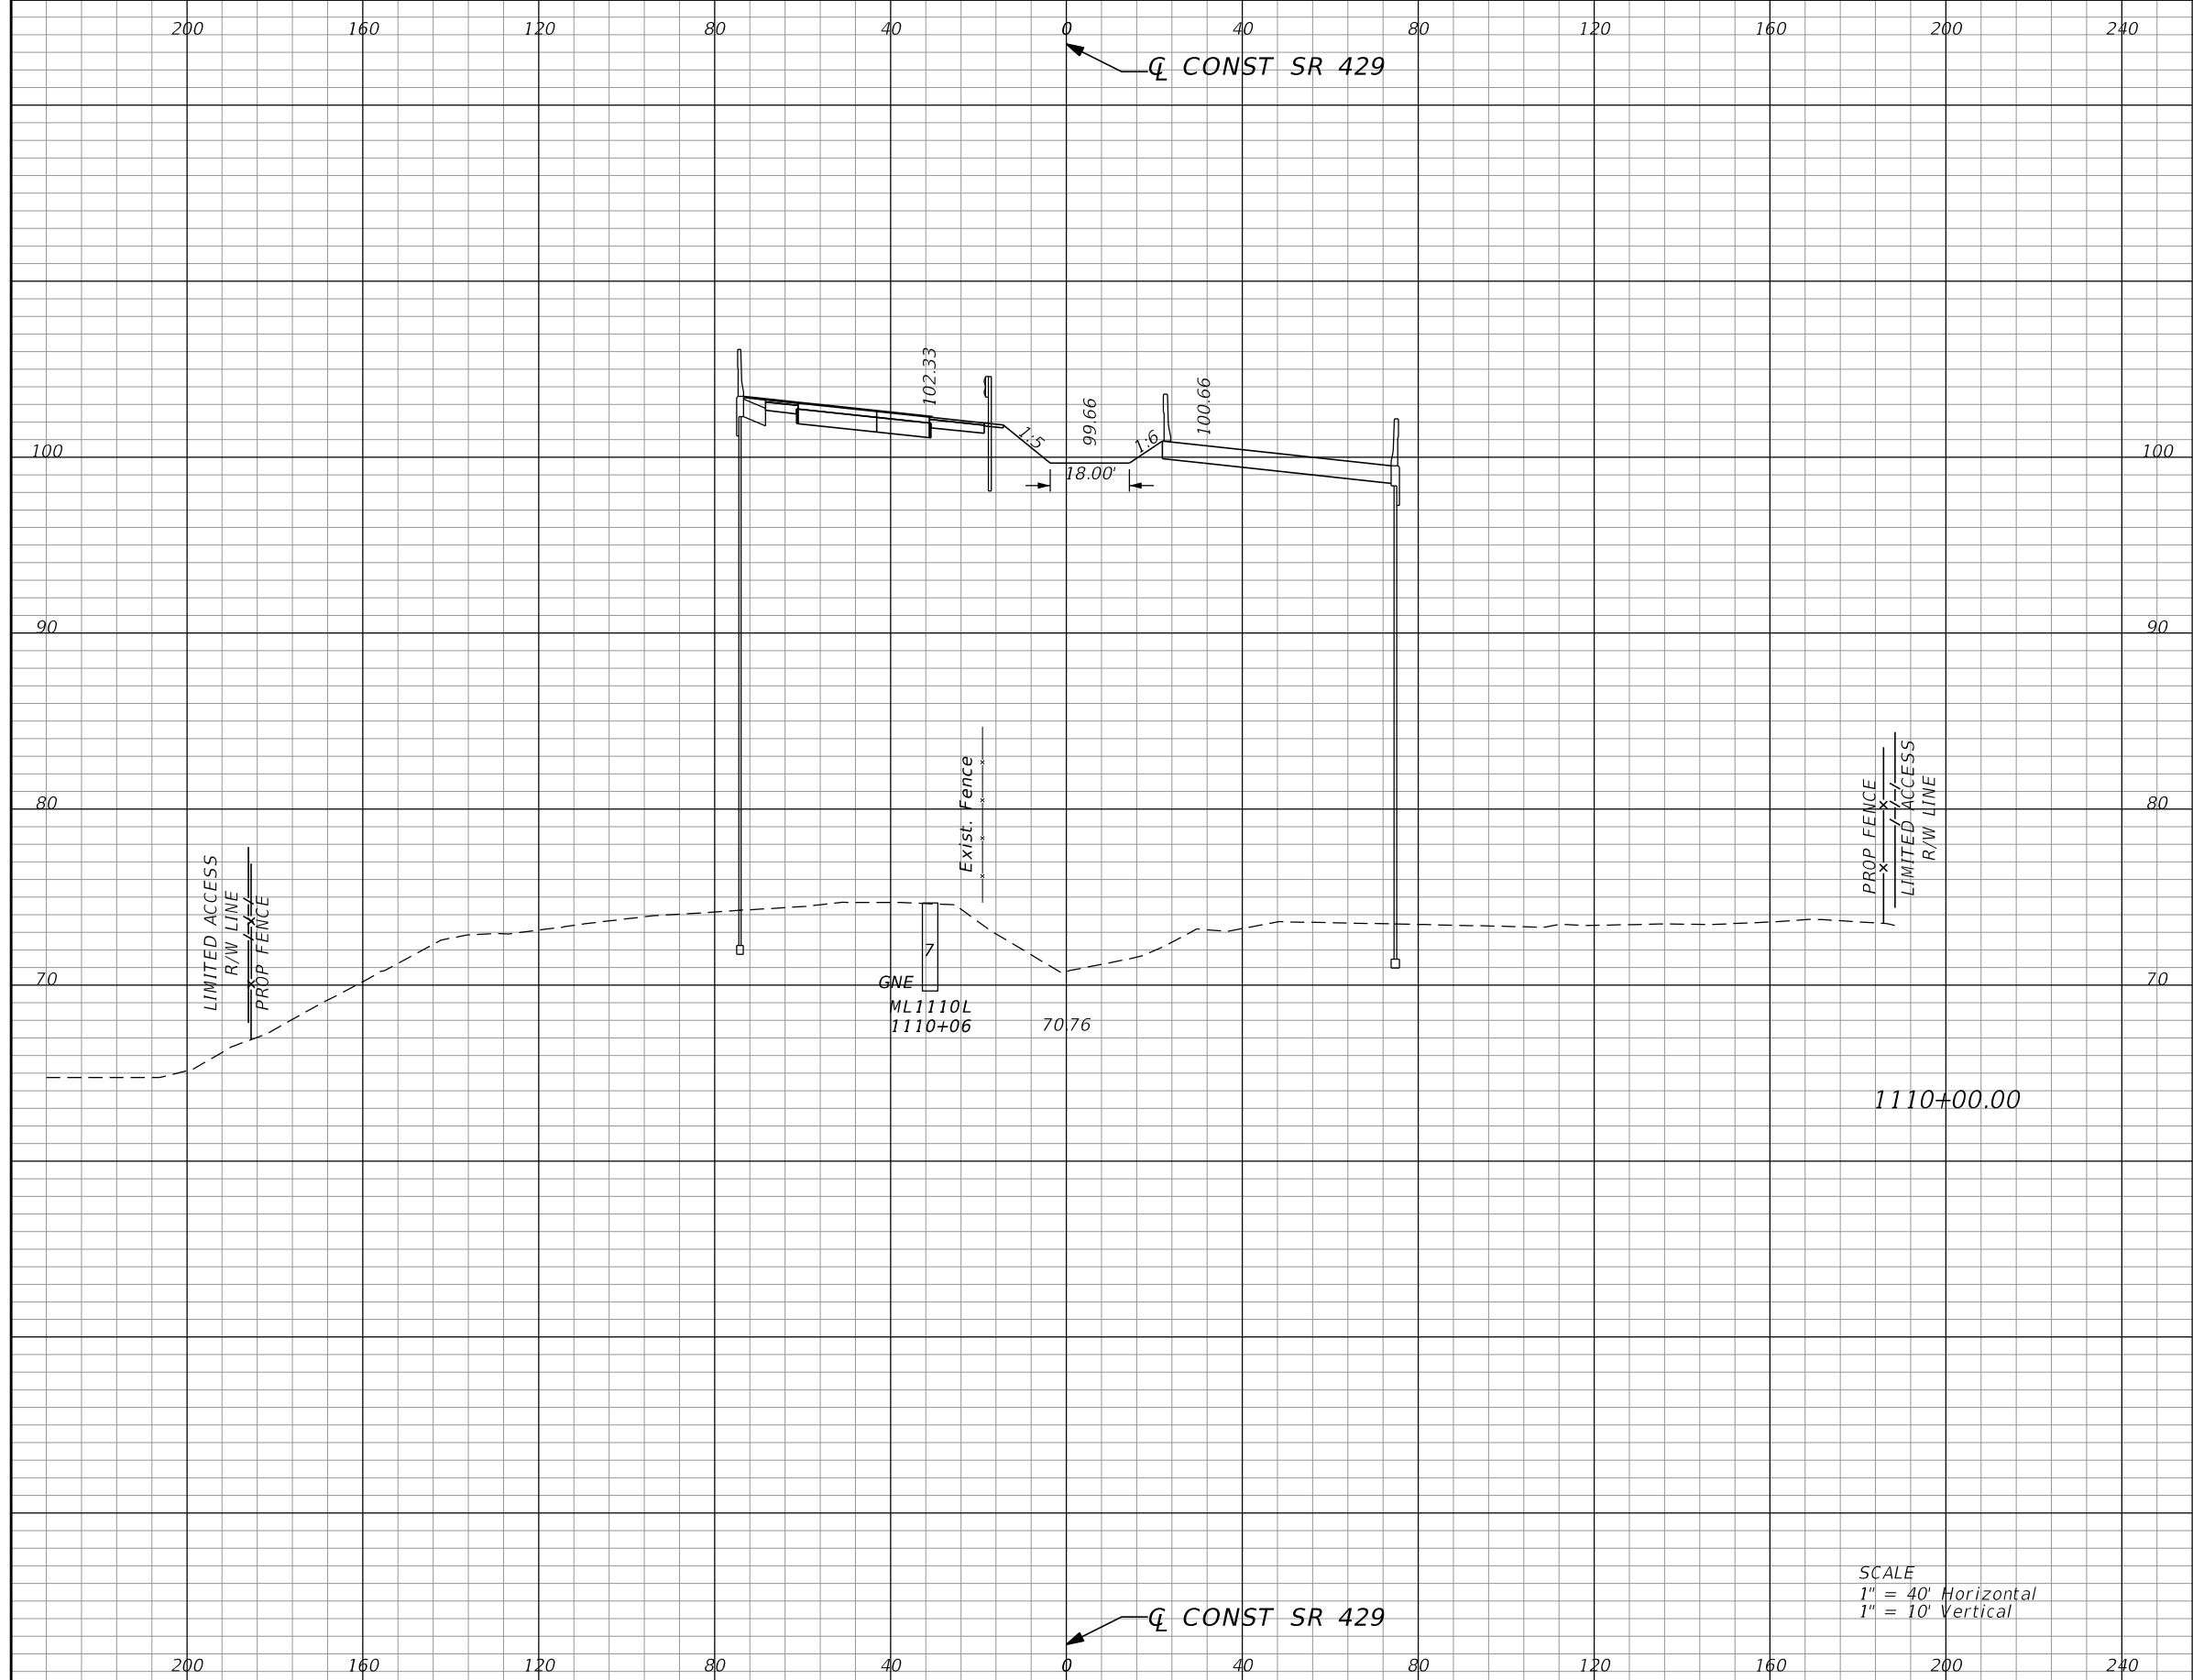 200 160 120 80 40 0 40 80 120 160 200 240
℄ CONST SR 429
102.33
99.66
100.66
1:5
1:6
18.00'
100 100
90 90
80 80
70 70
Exist. Fence
PROP FENCE
LIMITED ACCESS
R/W LINE
LIMITED ACCESS
R/W LINE
PROP FENCE
7
GNE
ML1110L
1110+06
70.76
1110+00.00
SCALE
1" = 40' Horizontal
1" = 10' Vertical
℄ CONST SR 429
200 160 120 80 40 0 40 80 120 160 200 240